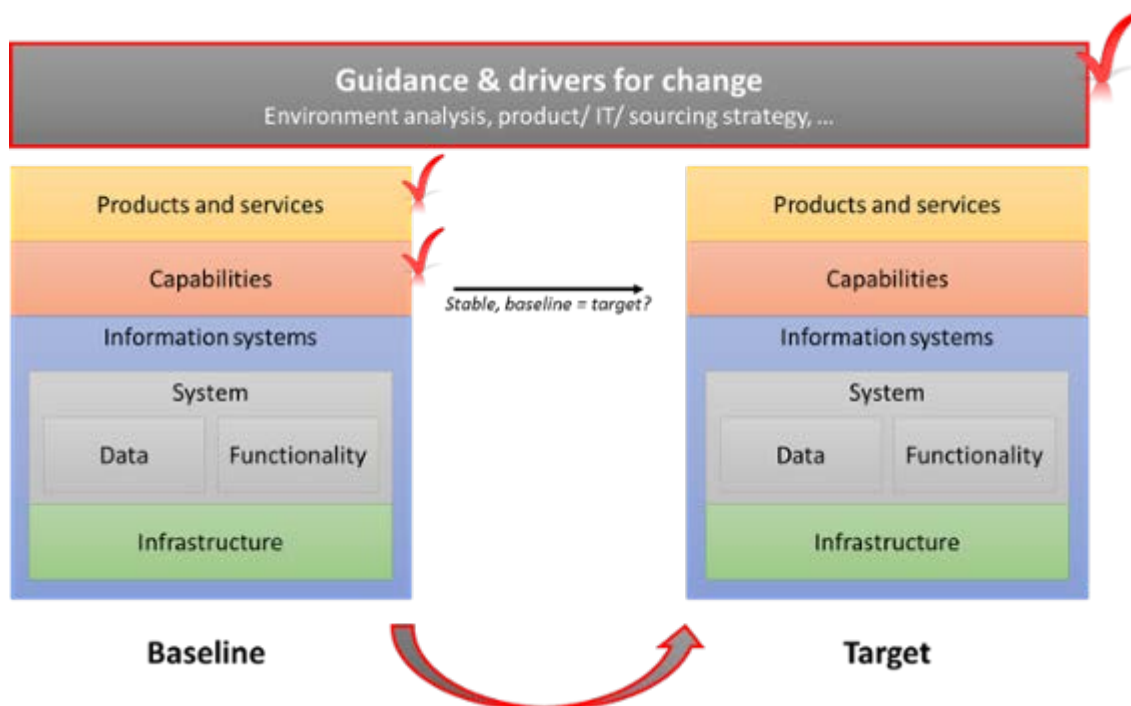 Guidance & drivers for change
Environment analysis, product/ IT/ sourcing strategy, ...
Products and services
Capabilities
Information systems
System
Data
Functionality
Infrastructure
Baseline
Stable, baseline = target?
Products and services
Capabilities
Information systems
System
Data
Functionality
Infrastructure
Target